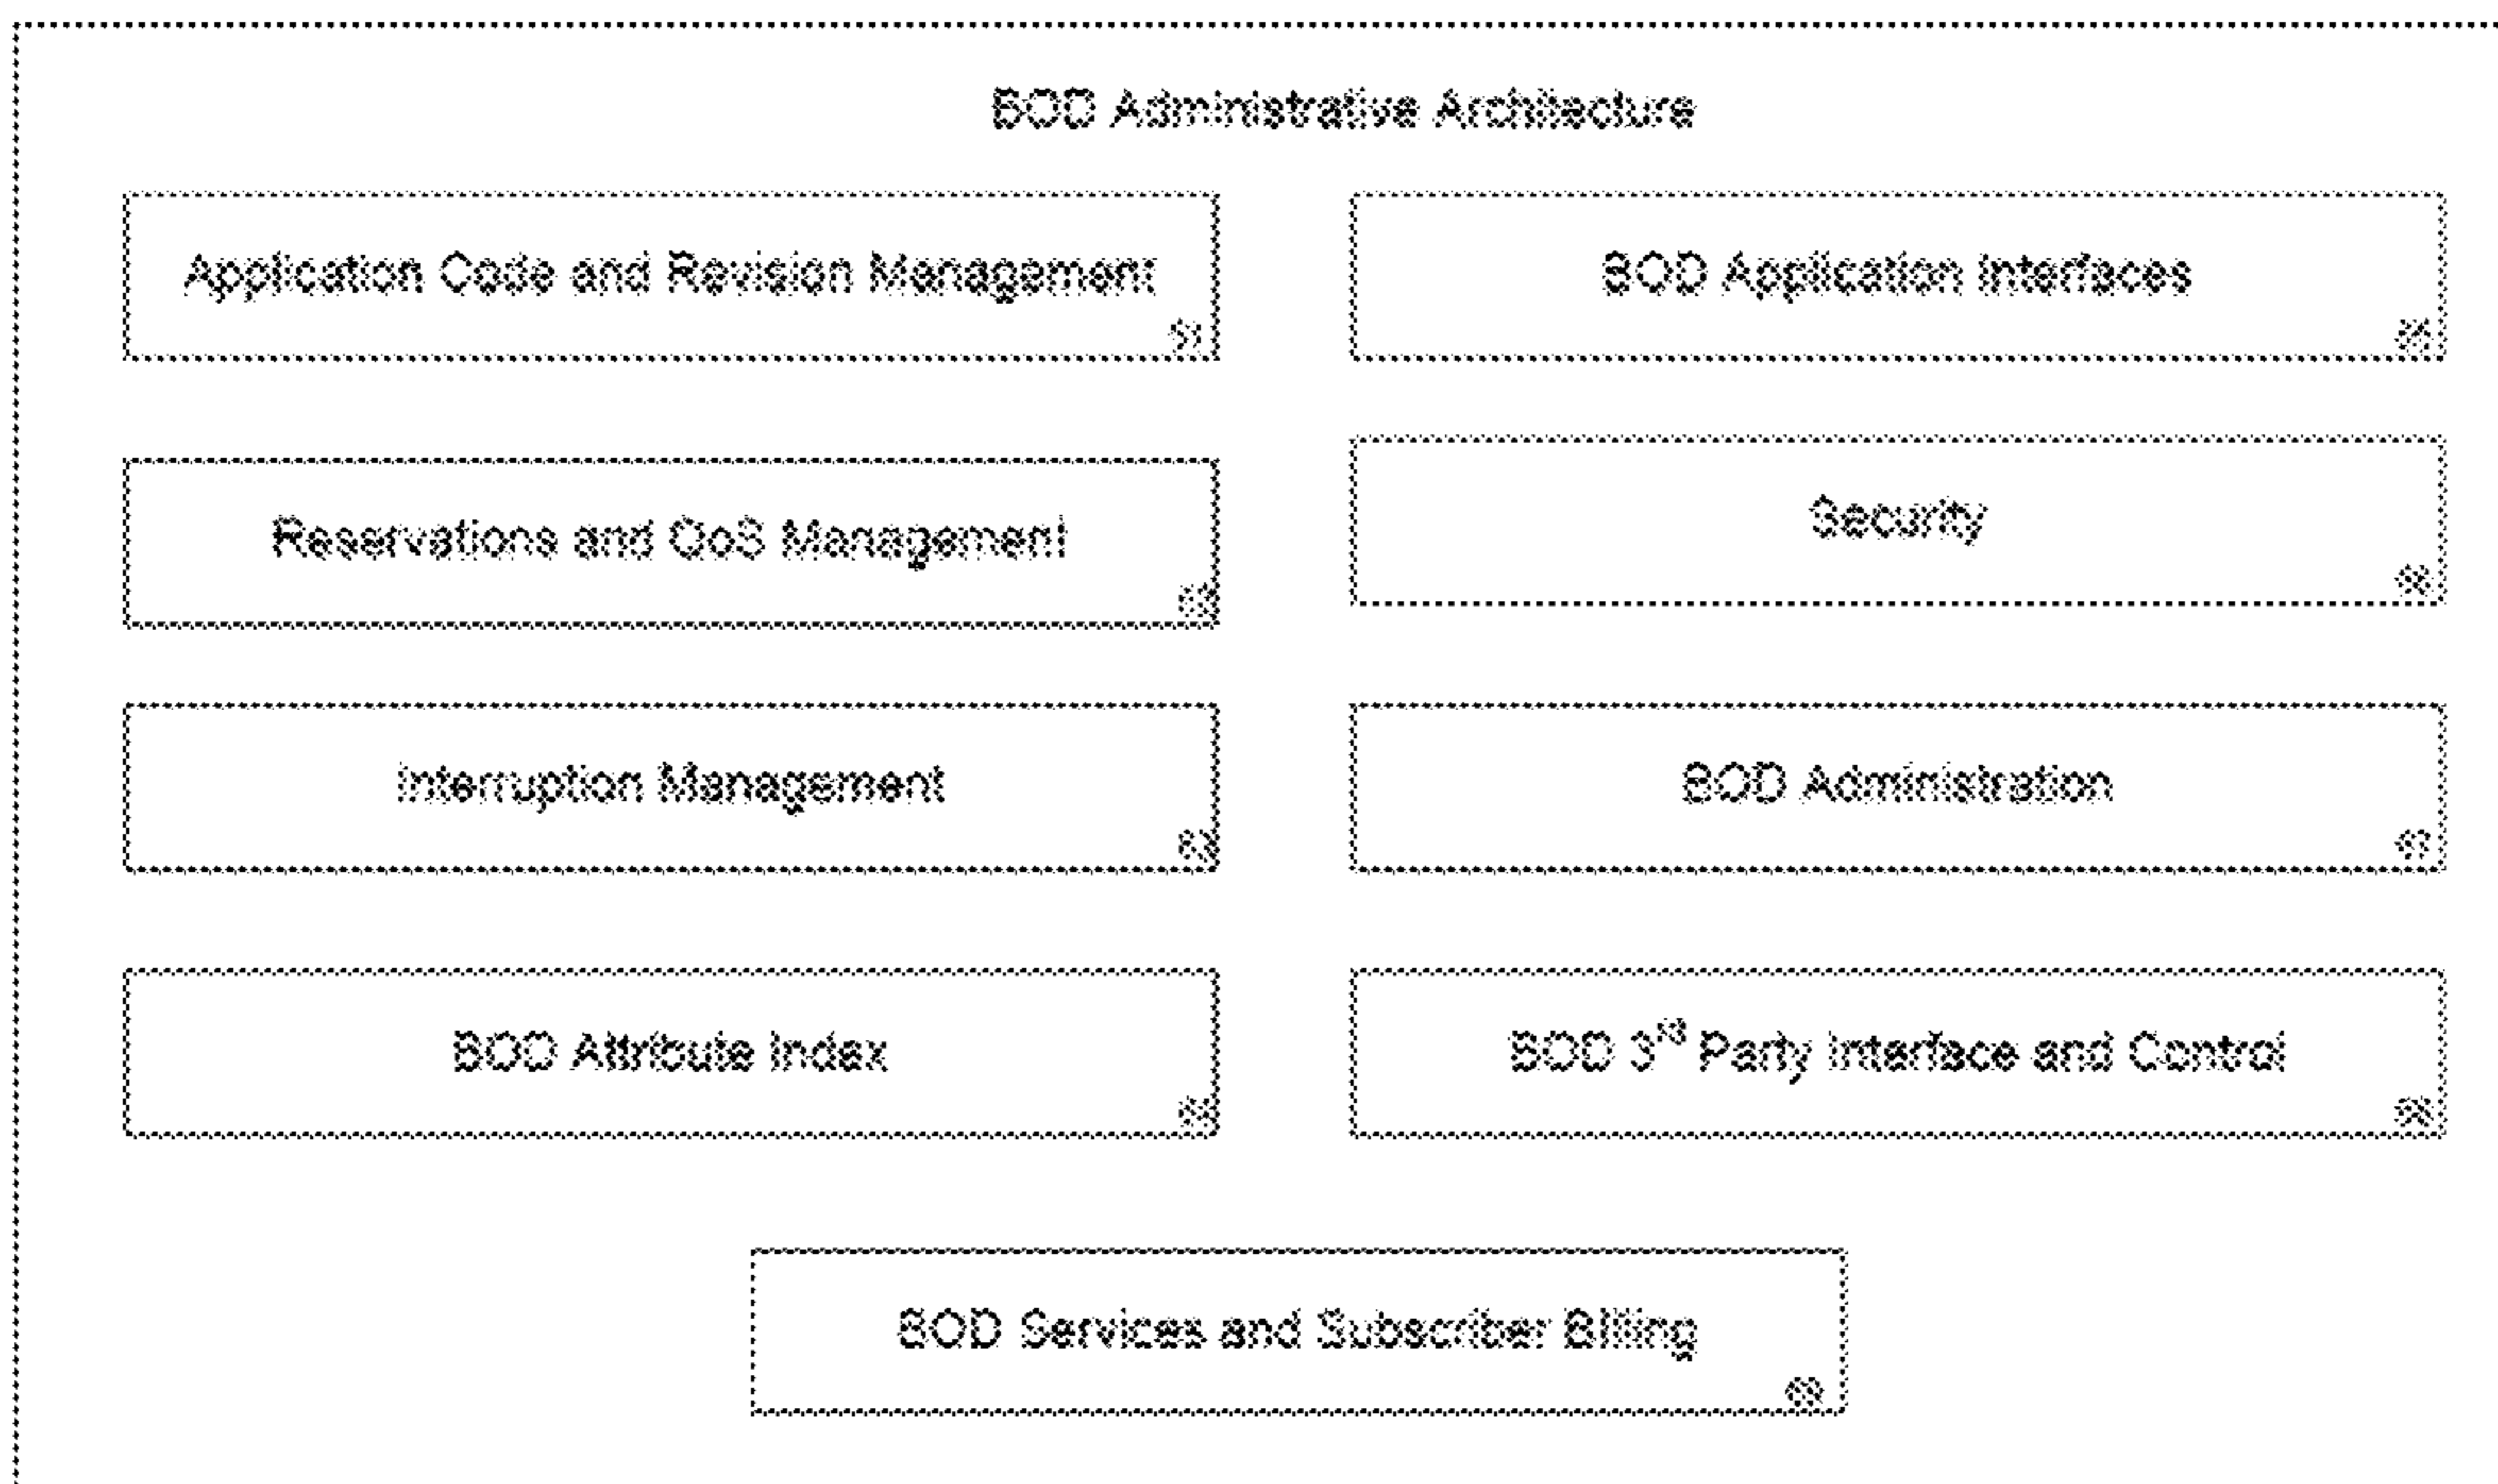 BOD Administrative Architecture
Application Code and Revision Management
BOD Application Interfaces
Reservations and QoS Management
Security
Interruption Management
BOD Administration
BOD Attribute Index
BOD 3rd Party Interface and Control
BOD Services and Subscriber Billing